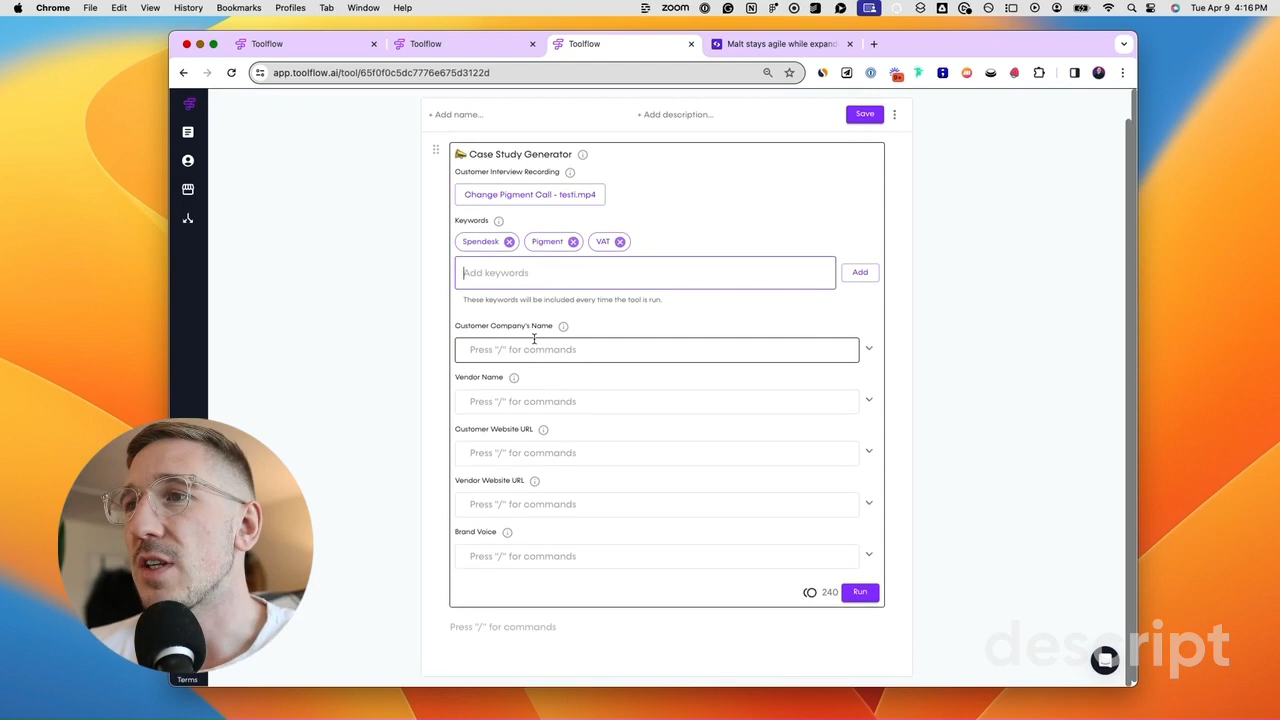 Chrome File Edit View History Bookmarks Profiles Tab Window Help
zoom
Tue Apr 9 4:16 PM
Toolflow
Toolflow
Toolflow
Malt stays agile while expand
app.toolflow.ai/tool/65f0f0c5dc7776e675d3122d
9+
+ Add name...
+ Add description...
Save
Case Study Generator
Customer Interview Recording
Change Pigment Call - testi.mp4
Keywords
Spendesk
Pigment
VAT
Add keywords
Add
These keywords will be included every time the tool is run.
Customer Company's Name
Press "/" for commands
Vendor Name
Press "/" for commands
Customer Website URL
Press "/" for commands
Vendor Website URL
Press "/" for commands
Brand Voice
Press "/" for commands
240
Run
Press "/" for commands
descript
Terms